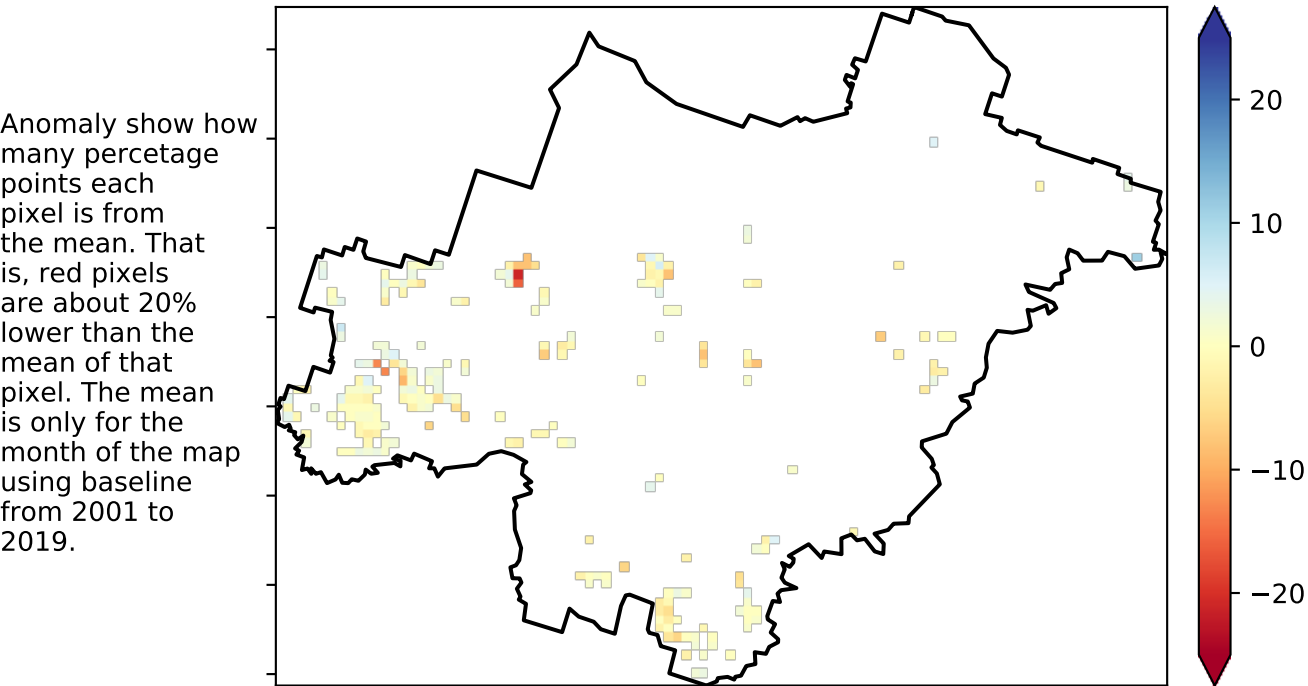 Anomaly show how
many percetage
points each
pixel is from
the mean. That
is, red pixels
are about 20%
lower than the
mean of that
pixel. The mean
is only for the
month of the map
using baseline
from 2001 to
2019.
20
10
0
−10
−20